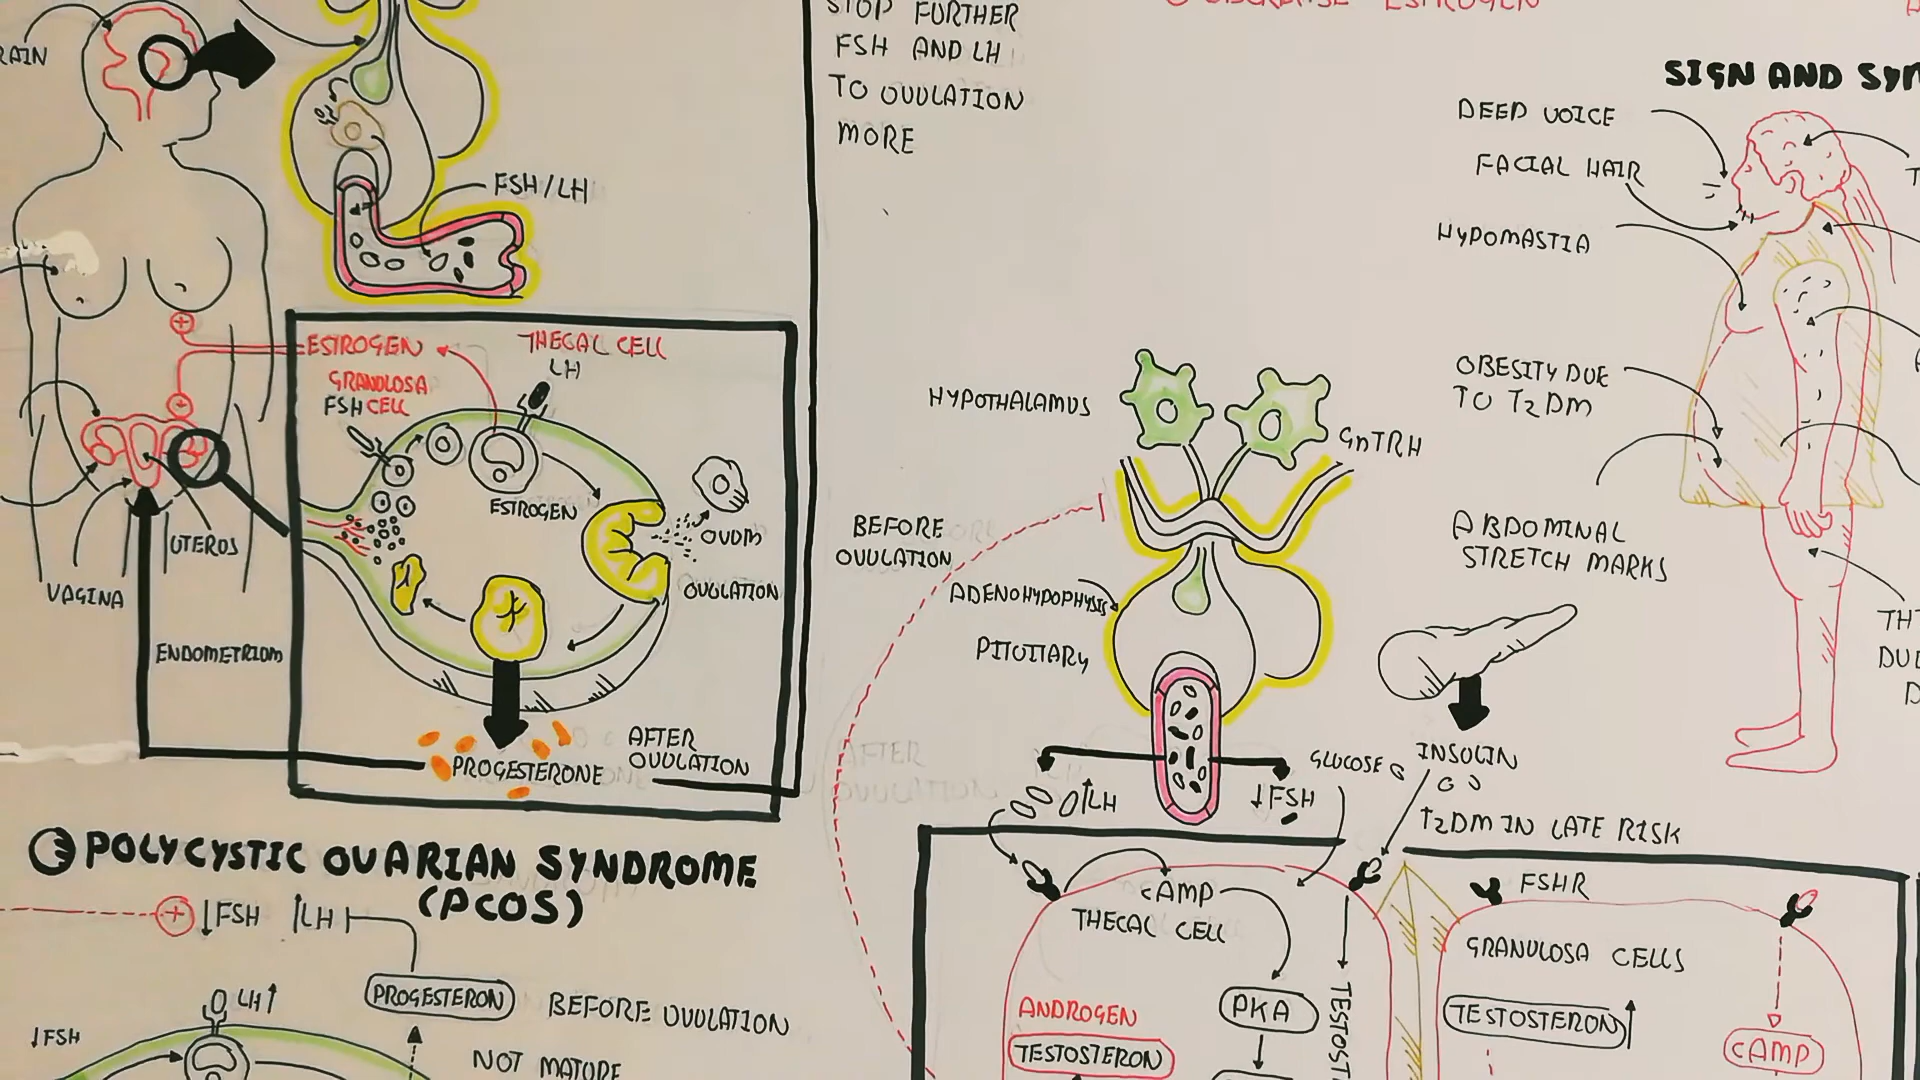 STOP FURTHER
FSH AND LH
TO OVULATION
MORE
FSH/LH
ESTROGEN
THECAL CELL
LH
GRANULOSA
FSH CELL
ESTROGEN
OVUM
OVULATION
UTERUS
VAGINA
ENDOMETRIUM
PROGESTERONE
AFTER
OVULATION
POLYCYSTIC OVARIAN SYNDROME
(PCOS)
↓FSH ↑LH
PROGESTERON
BEFORE OVULATION
LH↑
↓FSH
NOT MATURE
HYPOTHALAMUS
GnTRH
BEFORE
OVULATION
ADENOHYPOPHYSIS
PITUITARY
↑LH
↓FSH
GLUCOSE
INSULIN
T2DM IN LATE RISK
cAMP
THECAL CELL
PKA
ANDROGEN
TESTOSTERON
FSHR
GRANULOSA CELLS
TESTOSTERON↑
cAMP
SIGN AND
DEEP VOICE
FACIAL HAIR
HYPOMASTIA
OBESITY DUE
TO T2DM
ABDOMINAL
STRETCH MARKS